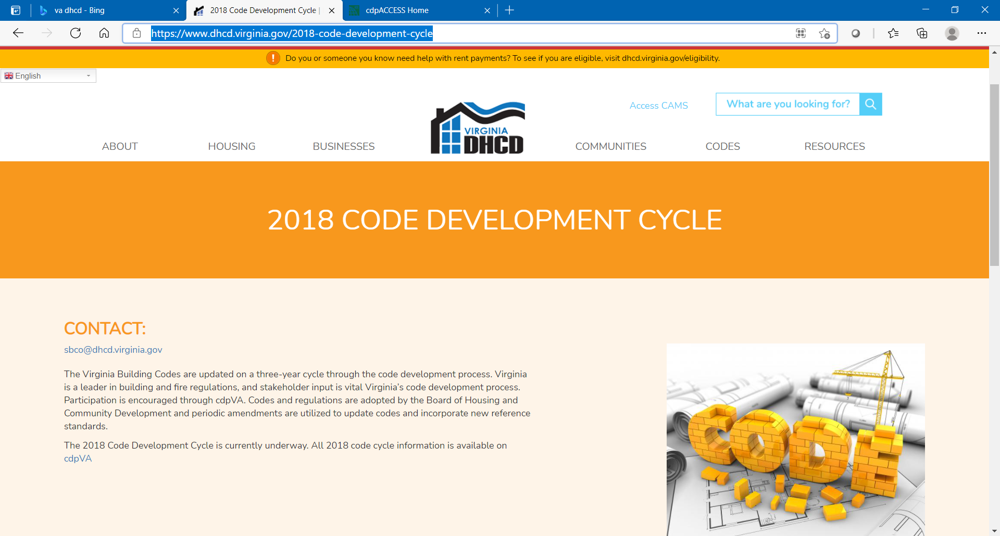 va dhcd - Bing
2018 Code Development Cycle |
cdpACCESS Home
https://www.dhcd.virginia.gov/2018-code-development-cycle
! Do you or someone you know need help with rent payments? To see if you are eligible, visit dhcd.virginia.gov/eligibility.
English
Access CAMS
What are you looking for?
ABOUT
HOUSING
BUSINESSES
VIRGINIA
DHCD
COMMUNITIES
CODES
RESOURCES
2018 CODE DEVELOPMENT CYCLE
CONTACT:
sbco@dhcd.virginia.gov
The Virginia Building Codes are updated on a three-year cycle through the code development process. Virginia
is a leader in building and fire regulations, and stakeholder input is vital Virginia's code development process.
Participation is encouraged through cdpVA. Codes and regulations are adopted by the Board of Housing and
Community Development and periodic amendments are utilized to update codes and incorporate new reference
standards.
The 2018 Code Development Cycle is currently underway. All 2018 code cycle information is available on
cdpVA
CODE